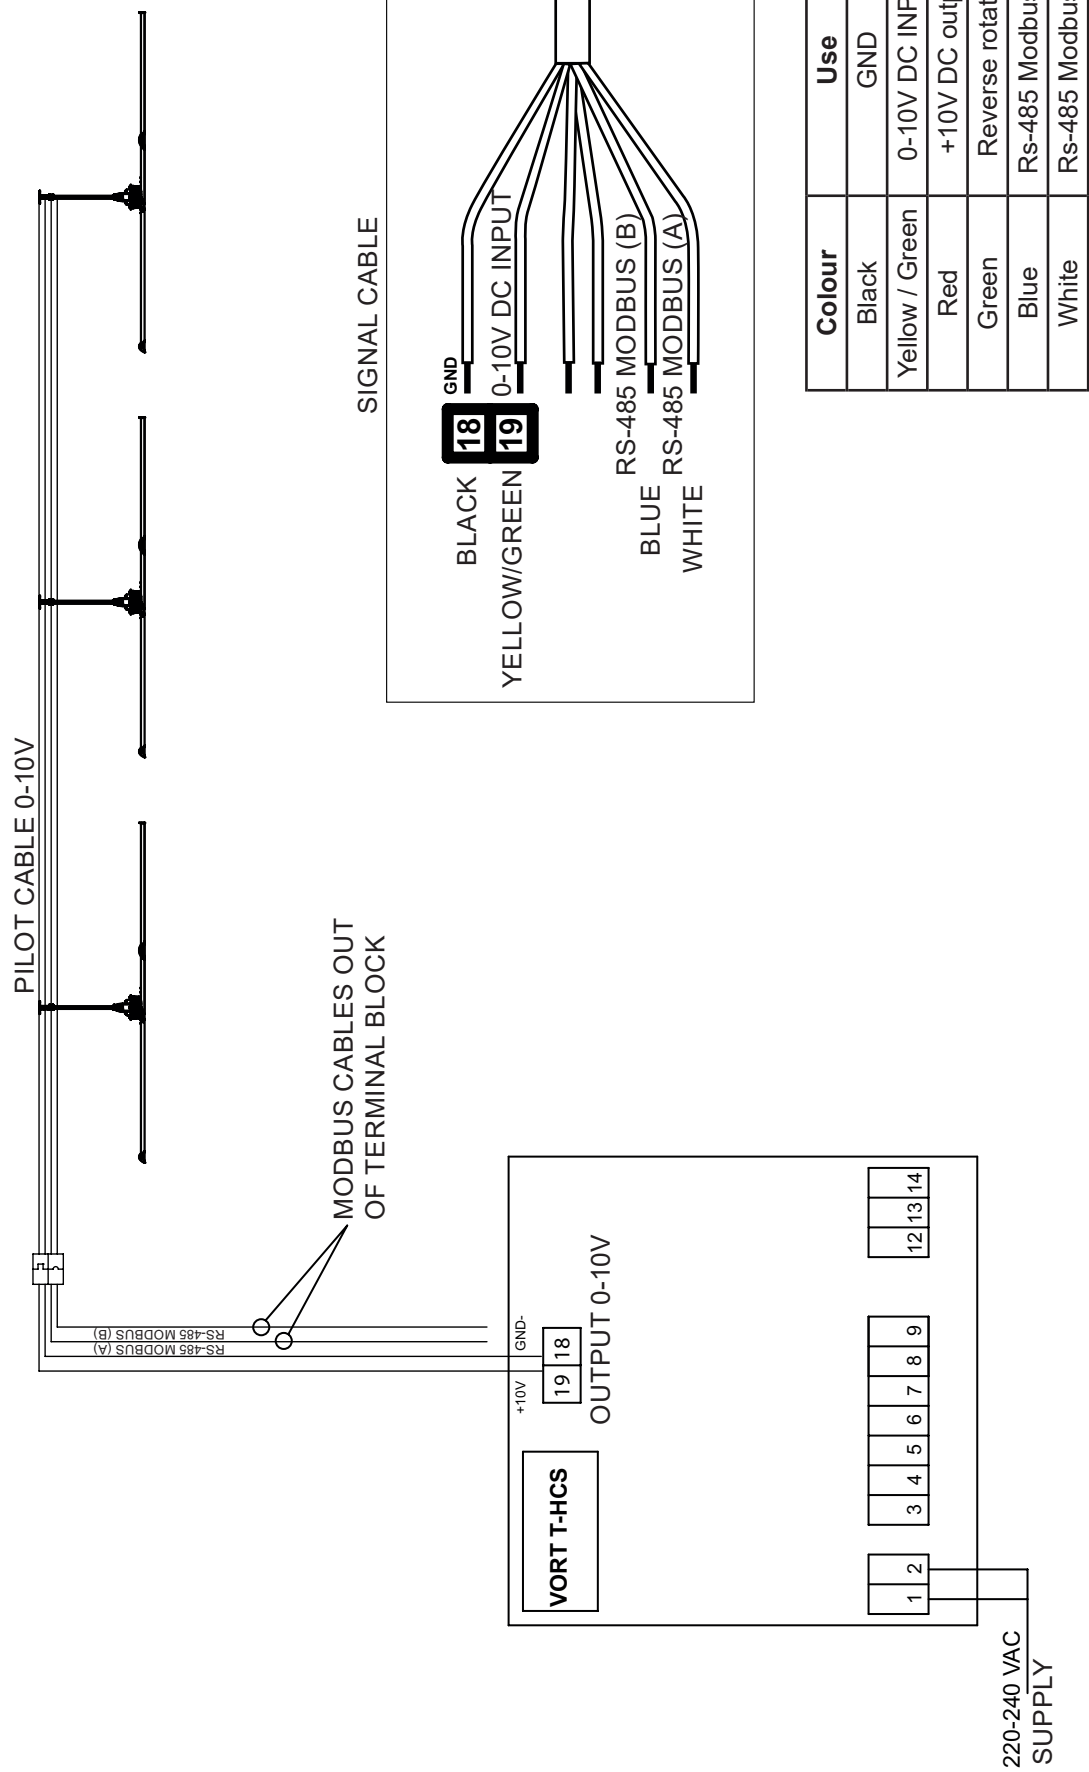 PILOT CABLE 0-10V
RS-485 MODBUS (B)
RS-485 MODBUS (A)
MODBUS CABLES OUT
OF TERMINAL BLOCK
+10V
GND-
19 18
OUTPUT 0-10V
VORT T-HCS
1 2
3 4 5 6 7 8 9
12 13 14
220-240 VAC
SUPPLY
SIGNAL CABLE
BLACK 18 GND
YELLOW/GREEN 19 0-10V DC INPUT
BLUE RS-485 MODBUS (B)
WHITE RS-485 MODBUS (A)
Colour Use
Black GND
Yellow / Green 0-10V DC
Red +10V DC
Green Reverse
Blue Rs-485 Modbus
White Rs-485 Modbus